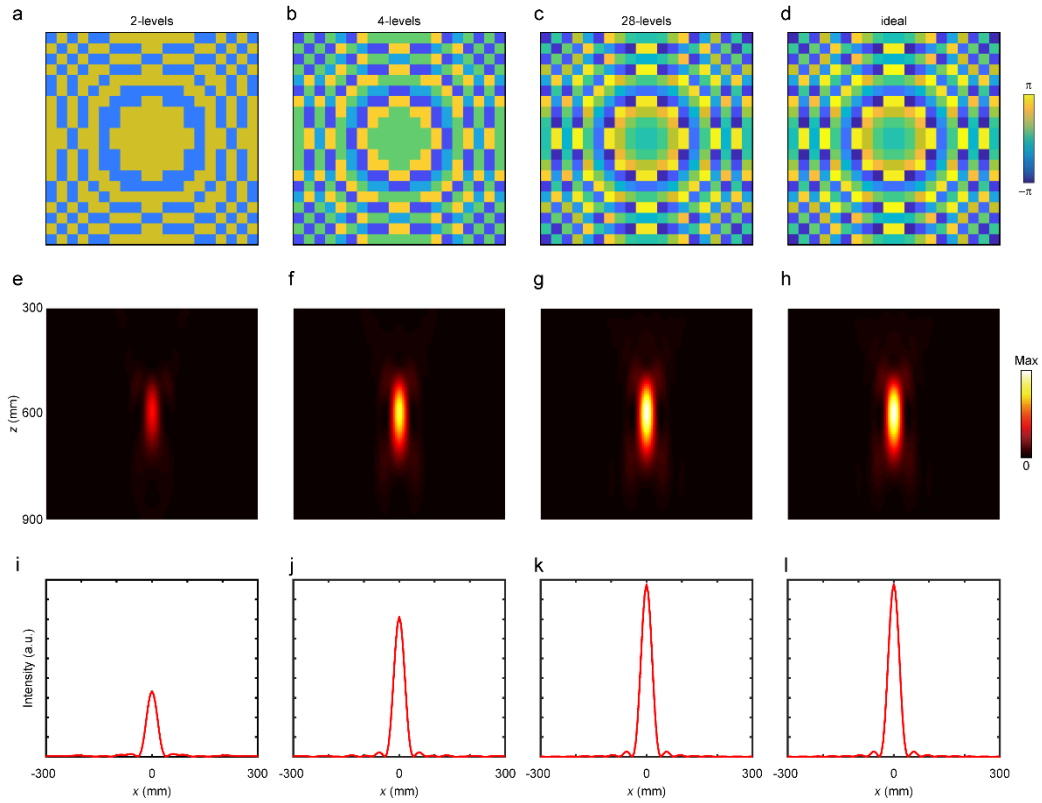 a
2-levels
b
4-levels
c
28-levels
d
ideal
π
−π
e
f
g
h
300
600
900
z (mm)
Max
0
i
j
k
l
Intensity (a.u.)
-300 0 300
-300 0 300
-300 0 300
-300 0 300
x (mm)
x (mm)
x (mm)
x (mm)